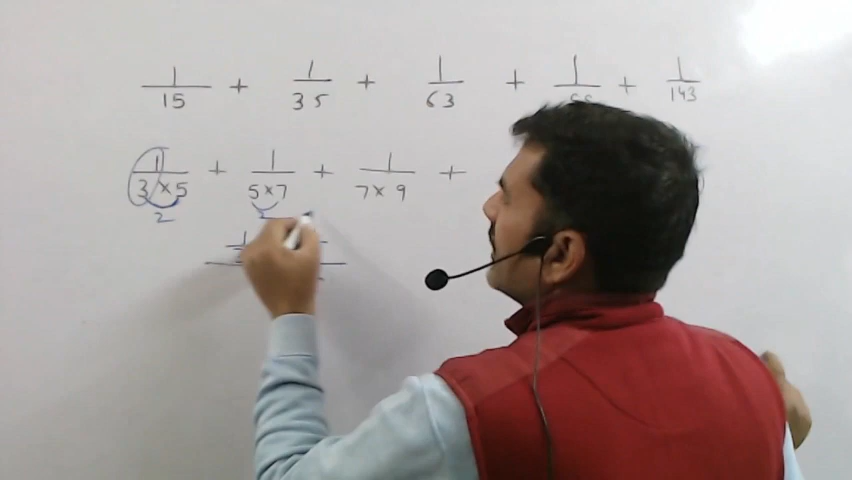 1/15 + 1/35 + 1/63 + 1/ + 1/143
1/3×5 + 1/5×7 + 1/7×9 +
2 2
1